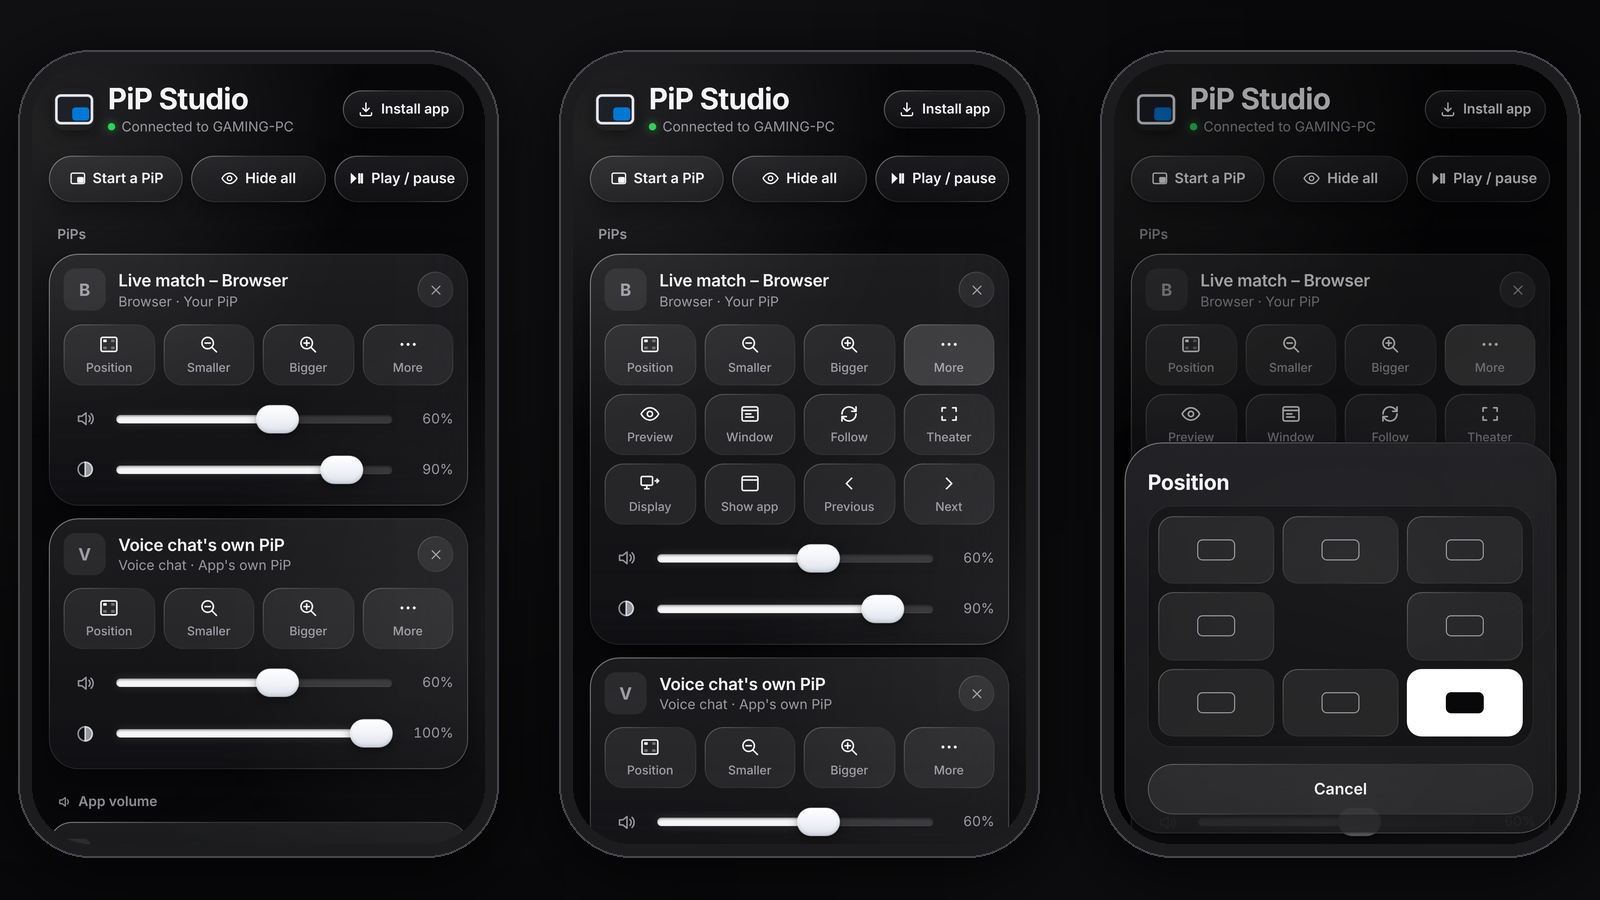 PiP Studio
Connected to GAMING-PC
Install app
Start a PiP
Hide all
Play / pause
PiPs
B
Live match – Browser
Browser · Your PiP
Position
Smaller
Bigger
More
60%
90%
V
Voice chat's own PiP
Voice chat · App's own PiP
Position
Smaller
Bigger
More
60%
100%
App volume
PiP Studio
Connected to GAMING-PC
Install app
Start a PiP
Hide all
Play / pause
PiPs
B
Live match – Browser
Browser · Your PiP
Position
Smaller
Bigger
More
Preview
Window
Follow
Theater
Display
Show app
Previous
Next
60%
90%
V
Voice chat's own PiP
Voice chat · App's own PiP
Position
Smaller
Bigger
More
60%
PiP Studio
Connected to GAMING-PC
Install app
Start a PiP
Hide all
Play / pause
PiPs
B
Live match – Browser
Browser · Your PiP
Position
Smaller
Bigger
More
Preview
Window
Follow
Theater
Position
Cancel
60%